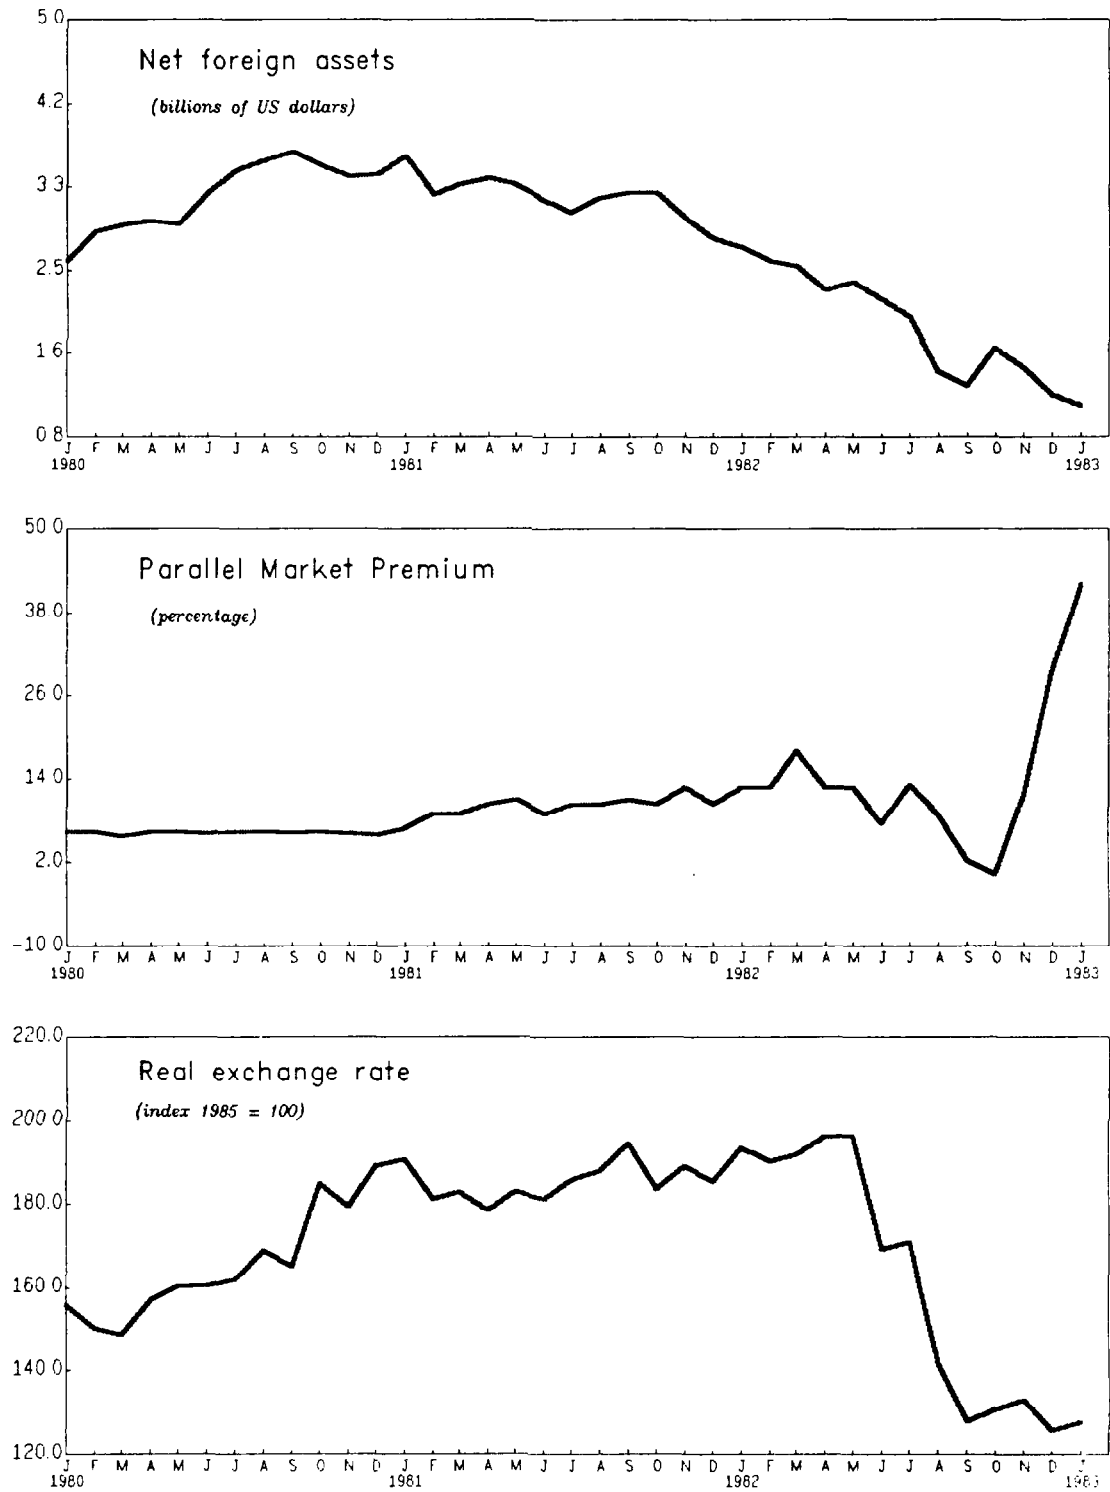 5.0
Net foreign assets
(billions of US dollars)
4.2
3.3
2.5
1 6
0 8
J F M A M J J A S O N D J F M A M J J A S O N D J F M A M J J A S O N D J
1980 1981 1982 1983
50 0
Parallel Market Premium
(percentage)
38.0
26 0
14 0
2.0
-10 0
J F M A M J J A S O N D J F M A M J J A S O N D J F M A M J J A S O N D J
1980 1981 1982 1983
220.0
Real exchange rate
(index 1985 = 100)
200 0
180.0
160.0
140 0
120.0
J F M A M J J A S O N D J F M A M J J A S O N D J F M A M J J A S O N D J
1980 1981 1982 1983